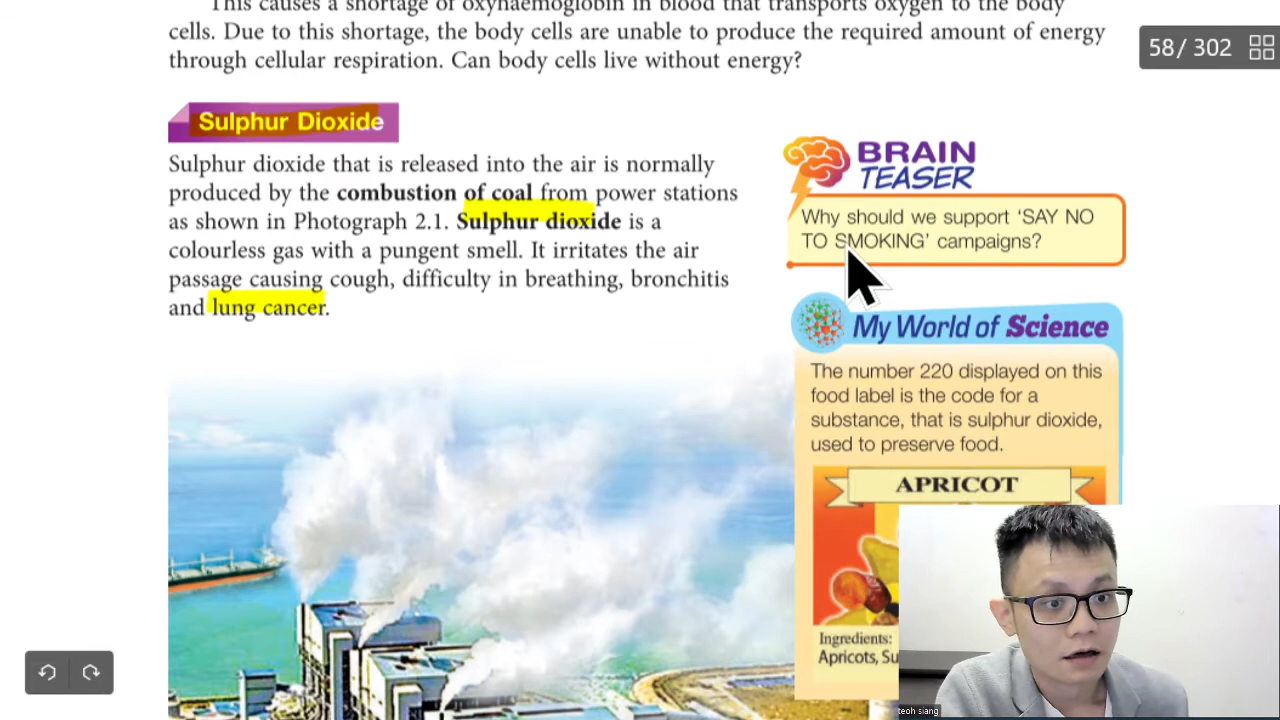 This causes a shortage of oxyhaemoglobin in blood that transports oxygen to the body
cells. Due to this shortage, the body cells are unable to produce the required amount of energy
through cellular respiration. Can body cells live without energy?
58/ 302
Sulphur Dioxide
Sulphur dioxide that is released into the air is normally
produced by the combustion of coal from power stations
as shown in Photograph 2.1. Sulphur dioxide is a
colourless gas with a pungent smell. It irritates the air
passage causing cough, difficulty in breathing, bronchitis
and lung cancer.
BRAIN
TEASER
Why should we support ‘SAY NO
TO SMOKING’ campaigns?
My World of Science
The number 220 displayed on this
food label is the code for a
substance, that is sulphur dioxide,
used to preserve food.
APRICOT
Ingredients:
Apricots, Su
teoh siang